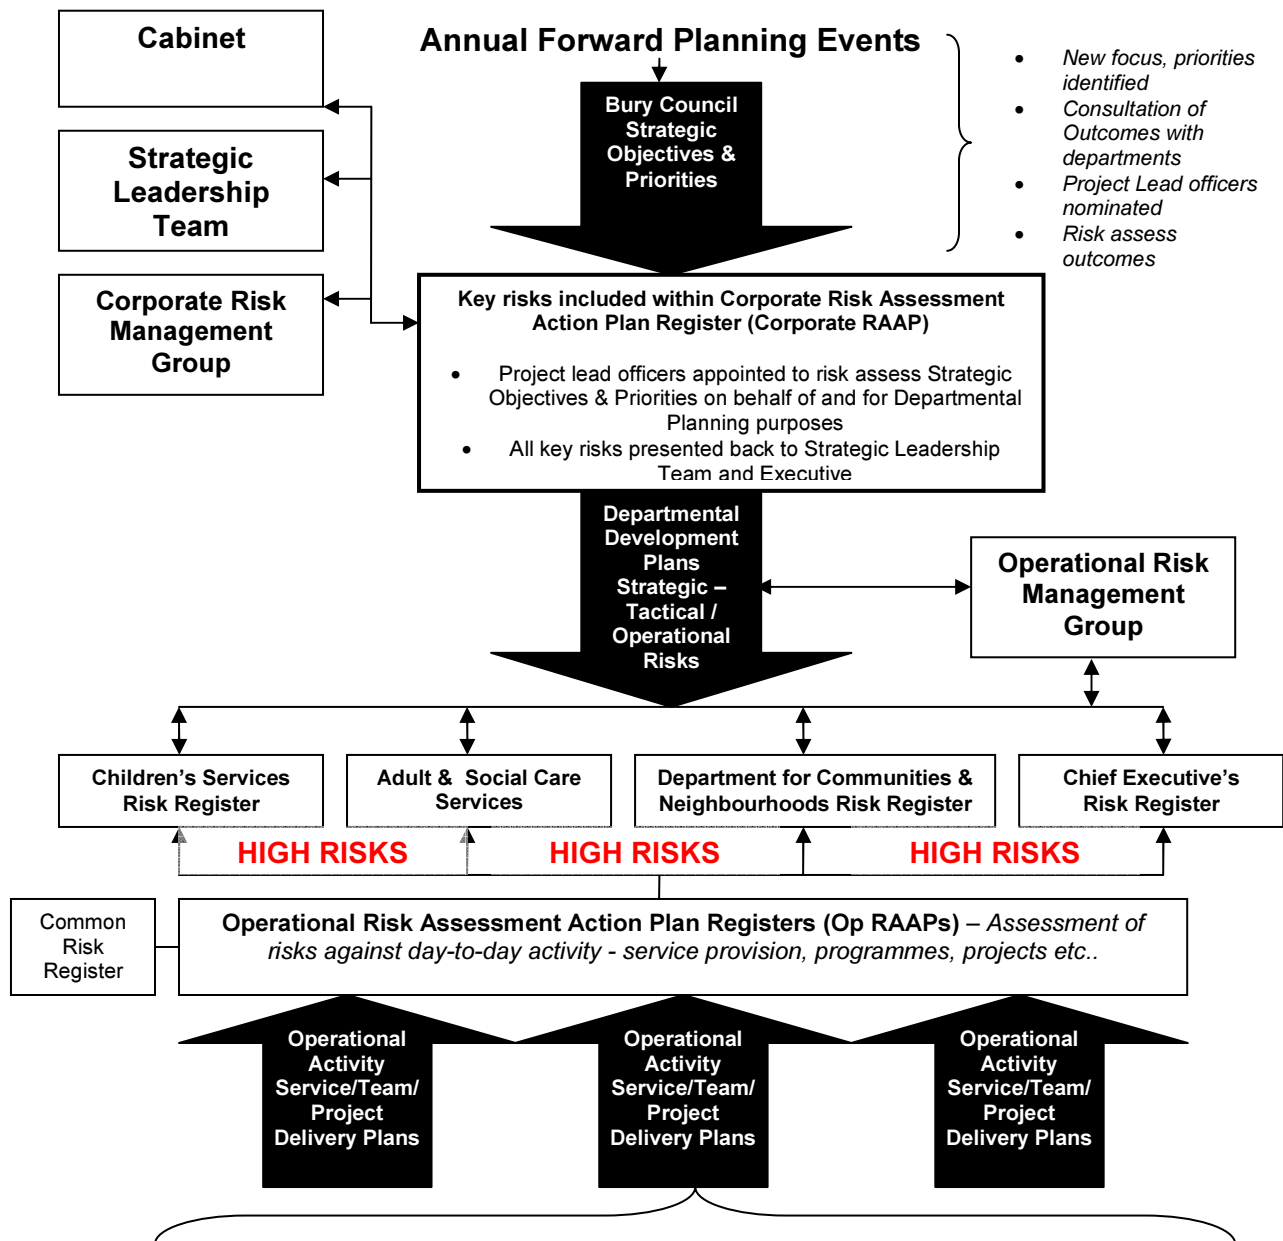 Cabinet
Annual Forward Planning Events
• New focus, priorities
identified
• Consultation of
Outcomes with
departments
• Project Lead officers
nominated
• Risk assess
outcomes
Bury Council
Strategic
Objectives &
Priorities
Strategic
Leadership
Team
Corporate Risk
Management
Group
Key risks included within Corporate Risk Assessment
Action Plan Register (Corporate RAAP)
• Project lead officers appointed to risk assess Strategic
Objectives & Priorities on behalf of and for Departmental
Planning purposes
• All key risks presented back to Strategic Leadership
Team and Executive
Departmental
Development
Plans
Strategic –
Tactical /
Operational
Risks
Operational Risk
Management
Group
Children's Services
Risk Register
Adult & Social Care
Services
Department for Communities &
Neighbourhoods Risk Register
Chief Executive's
Risk Register
HIGH RISKS
HIGH RISKS
HIGH RISKS
Common
Risk
Register
Operational Risk Assessment Action Plan Registers (Op RAAPs) – Assessment of
risks against day-to-day activity - service provision, programmes, projects etc..
Operational
Activity
Service/Team/
Project
Delivery Plans
Operational
Activity
Service/Team/
Project
Delivery Plans
Operational
Activity
Service/Team/
Project
Delivery Plans